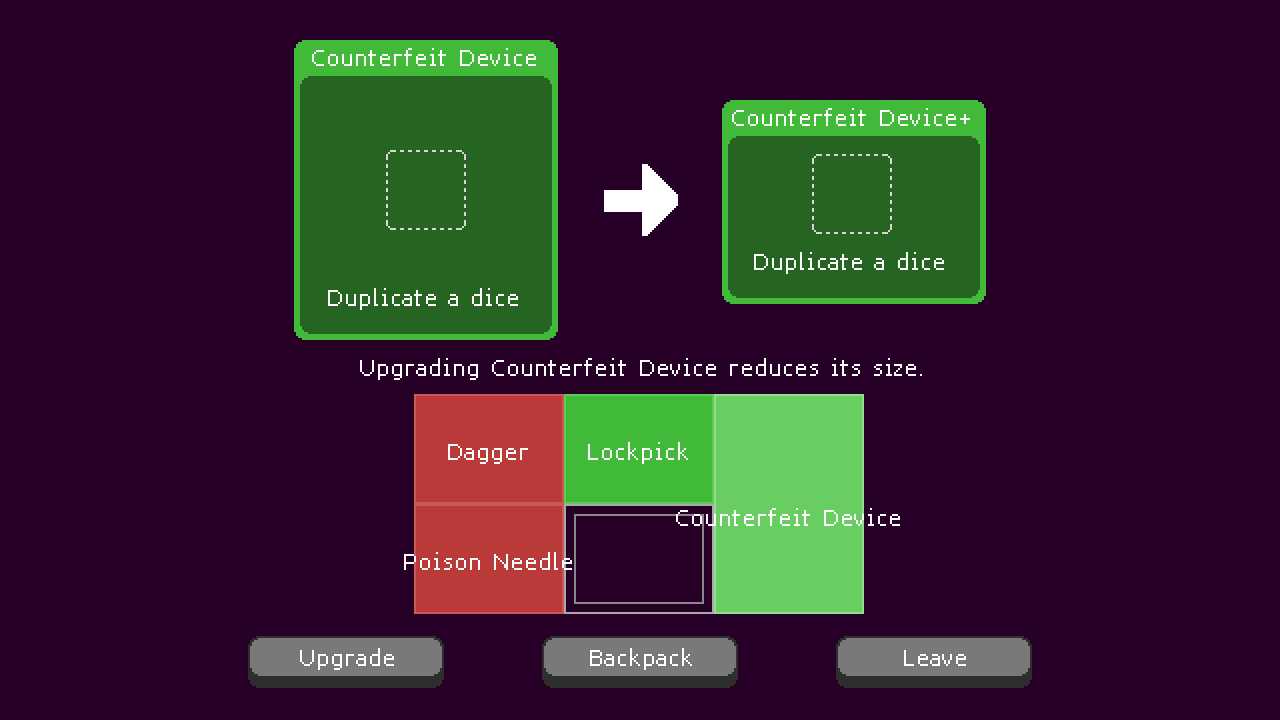 Counterfeit Device
Duplicate a dice
Counterfeit Device+
Duplicate a dice
Upgrading Counterfeit Device reduces its size.
Dagger
Lockpick
Counterfeit Device
Poison Needle
Upgrade
Backpack
Leave